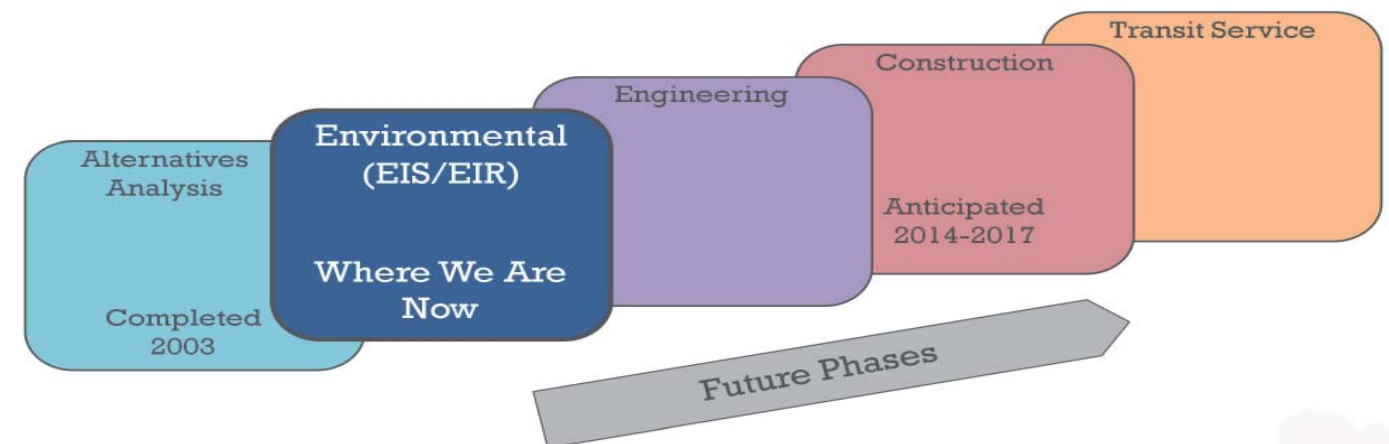 Alternatives
Analysis
Completed
2003
Environmental
(EIS/EIR)
Where We Are
Now
Engineering
Construction
Anticipated
2014-2017
Transit Service
Future Phases